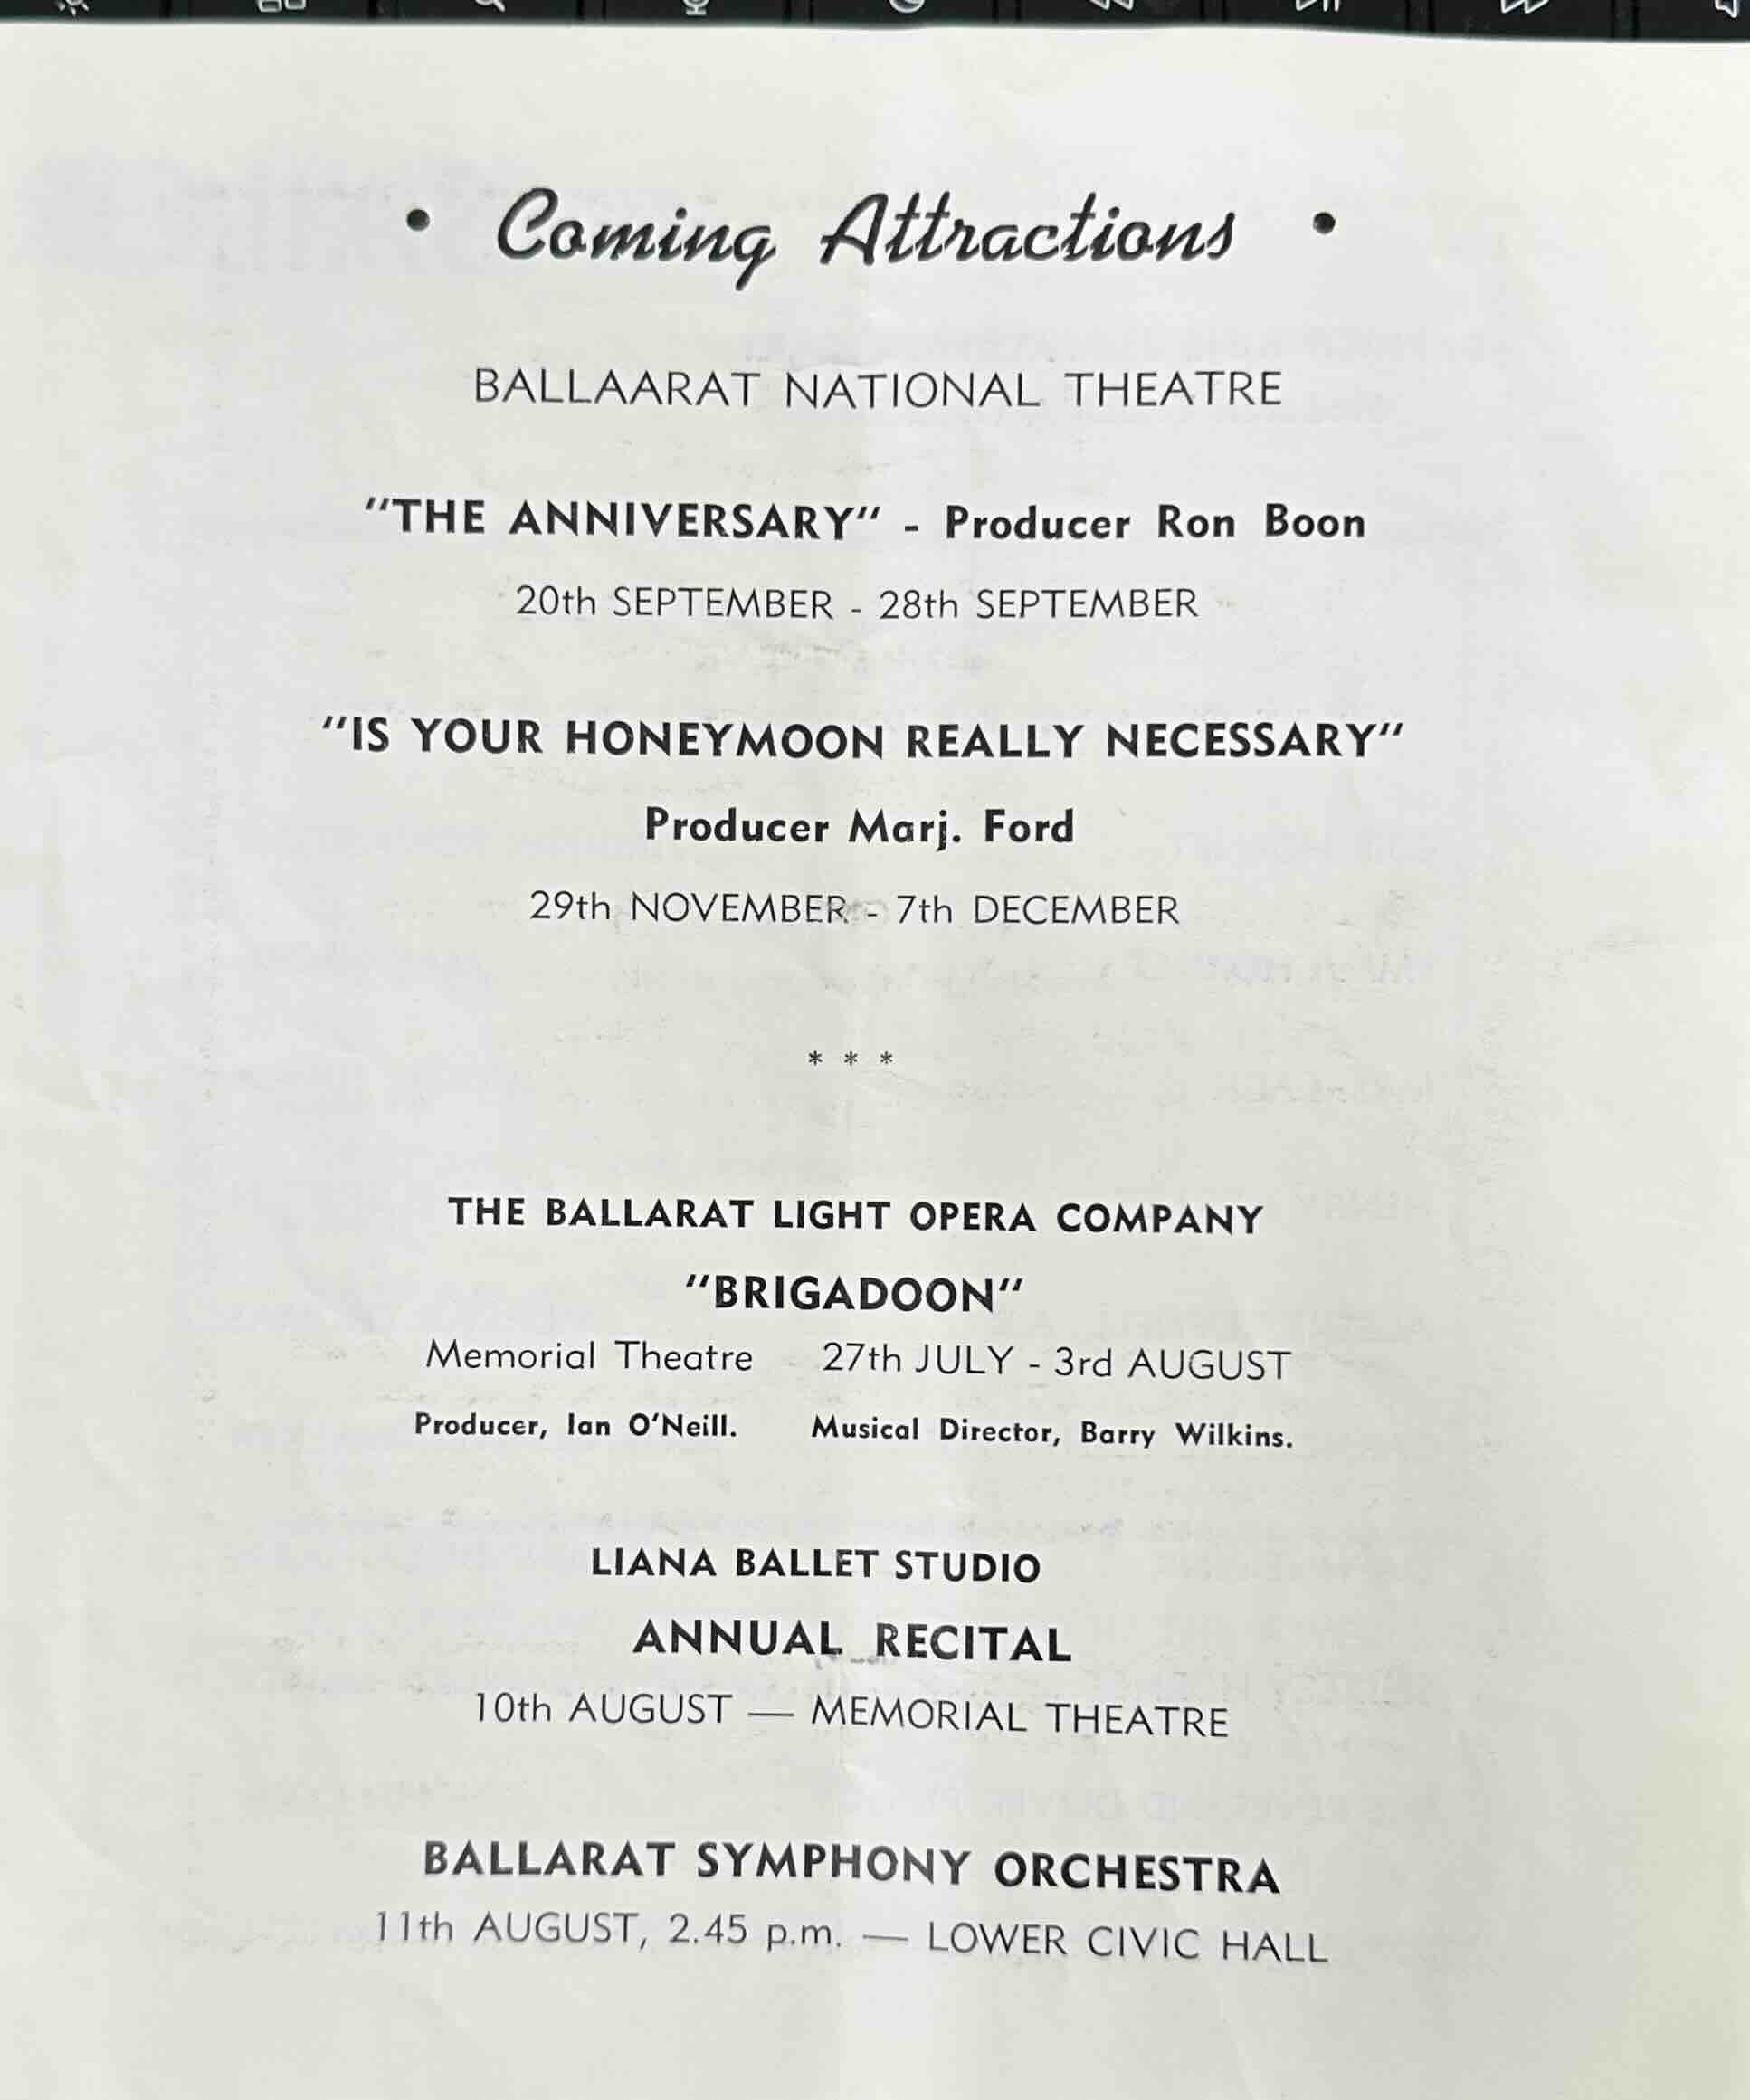 • Coming Attractions •
BALLAARAT NATIONAL THEATRE
"THE ANNIVERSARY" - Producer Ron Boon
20th SEPTEMBER - 28th SEPTEMBER
"IS YOUR HONEYMOON REALLY NECESSARY"
Producer Marj. Ford
29th NOVEMBER - 7th DECEMBER
* * *
THE BALLARAT LIGHT OPERA COMPANY
"BRIGADOON"
Memorial Theatre 27th JULY - 3rd AUGUST
Producer, Ian O'Neill. Musical Director, Barry Wilkins.
LIANA BALLET STUDIO
ANNUAL RECITAL
10th AUGUST — MEMORIAL THEATRE
BALLARAT SYMPHONY ORCHESTRA
11th AUGUST, 2.45 p.m. — LOWER CIVIC HALL